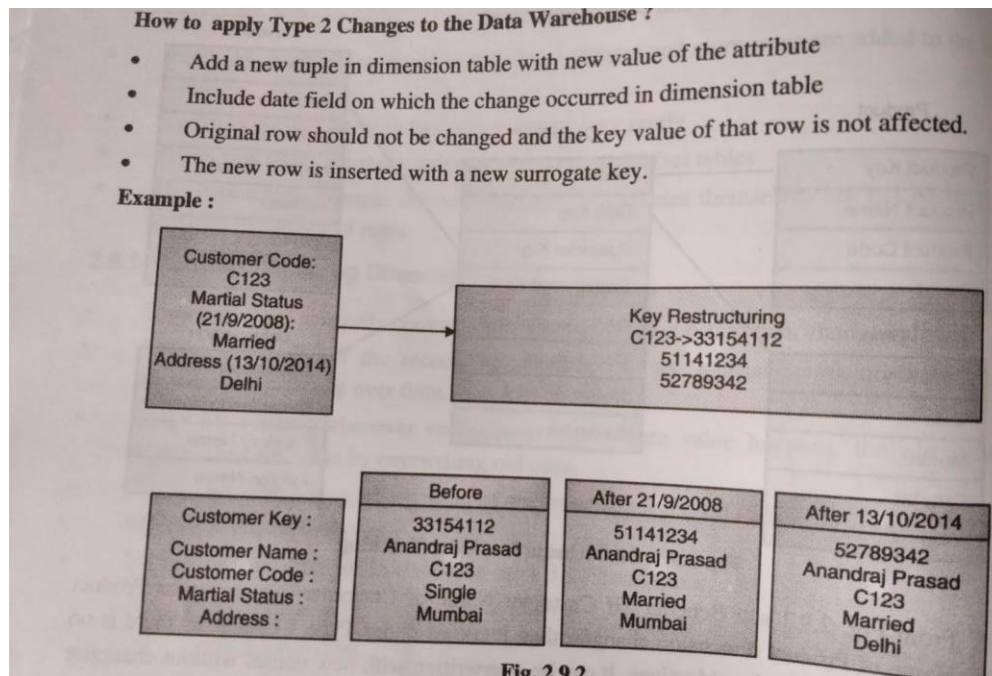 How to apply Type 2 Changes to the Data Warehouse ?
• Add a new tuple in dimension table with new value of the attribute
• Include date field on which the change occurred in dimension table
• Original row should not be changed and the key value of that row is not affected.
• The new row is inserted with a new surrogate key.
Example :
Customer Code:
C123
Martial Status
(21/9/2008):
Married
Address (13/10/2014)
Delhi
Key Restructuring
C123->33154112
51141234
52789342
Customer Key :
Customer Name :
Customer Code :
Martial Status :
Address :
Before
33154112
Anandraj Prasad
C123
Single
Mumbai
After 21/9/2008
51141234
Anandraj Prasad
C123
Married
Mumbai
After 13/10/2014
52789342
Anandraj Prasad
C123
Married
Delhi
Fig. 2.9.2